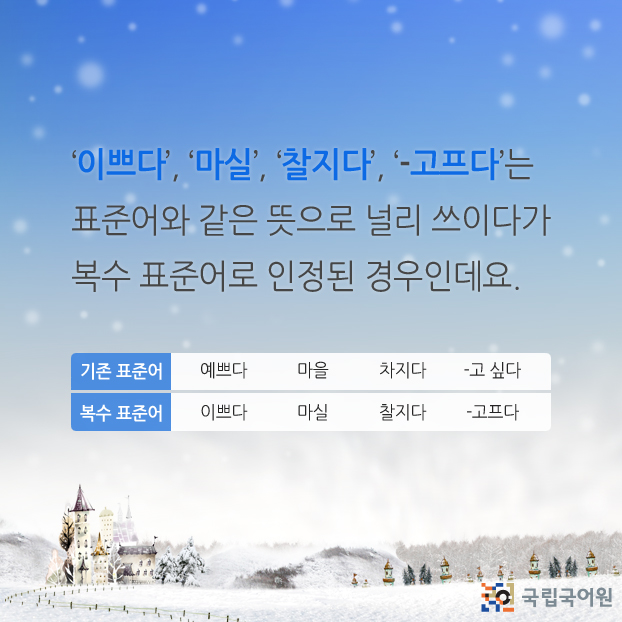 ‘이쁘다’, ‘마실’, ‘찰지다’, ‘-고프다’는
표준어와 같은 뜻으로 널리 쓰이다가
복수 표준어로 인정된 경우인데요.
기존 표준어 예쁘다 마을 차지다 -고 싶다
복수 표준어 이쁘다 마실 찰지다 -고프다
국립국어원